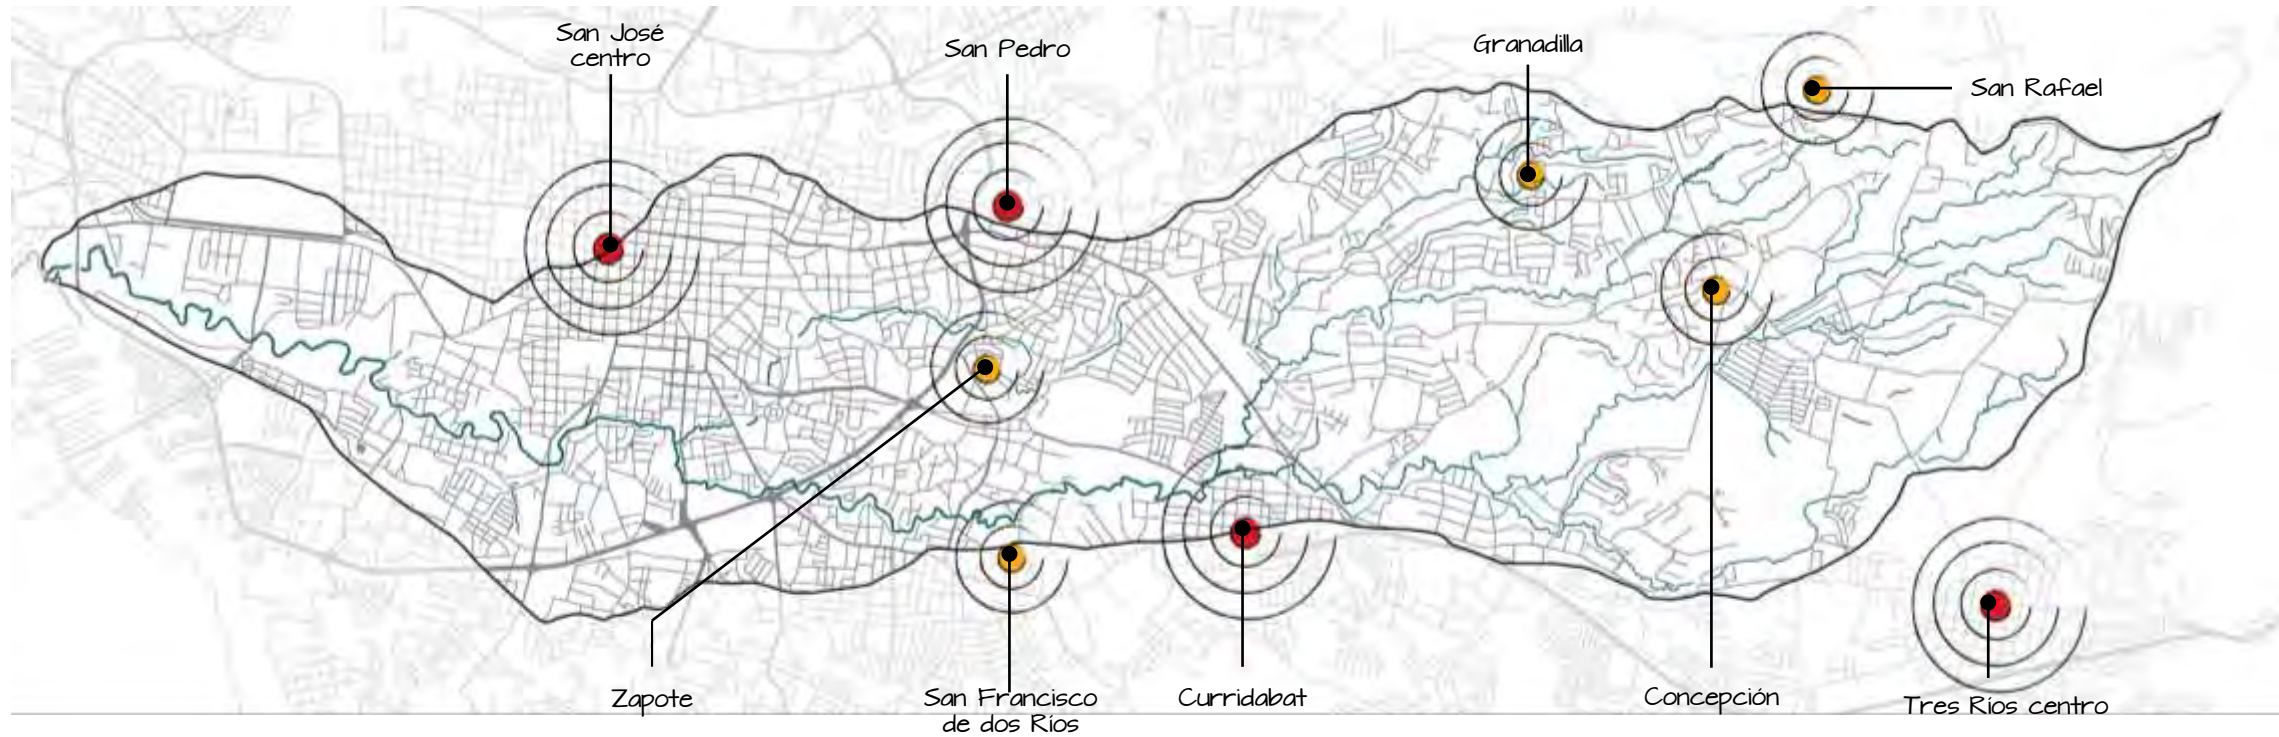 San José
centro
San Pedro
Granadilla
San Rafael
Zapote
San Francisco
de dos Ríos
Curridabat
Concepción
Tres Ríos centro